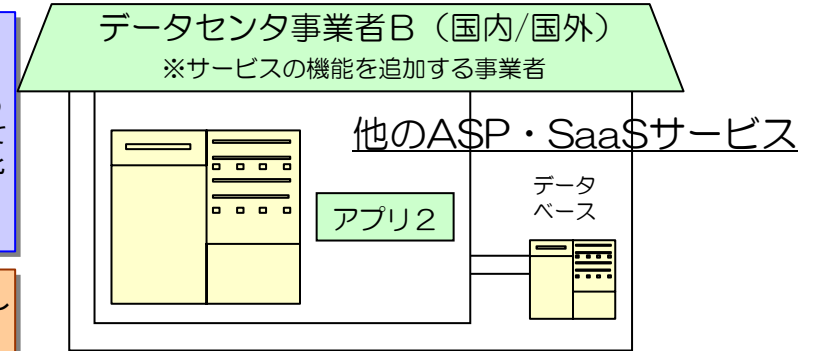 データセンタ事業者B（国内/国外）
※サービスの機能を追加する事業者
他のASP・SaaSサービス
データ
ベース
アプリ2